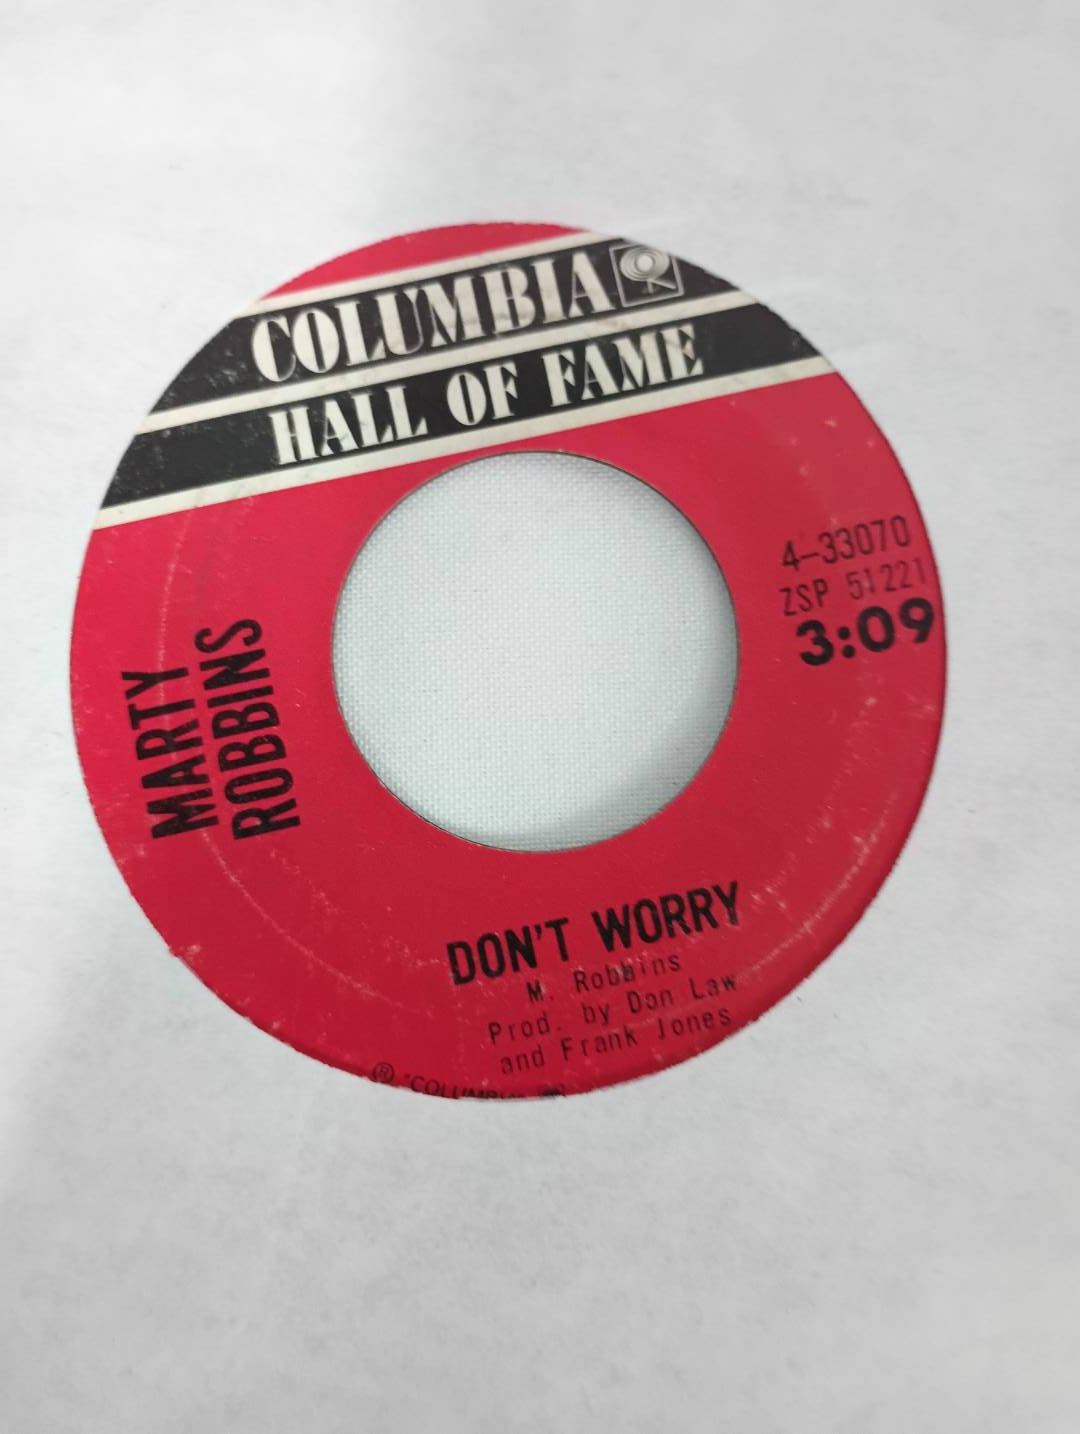 COLUMBIA
HALL OF FAME
4-33070
ZSP 51221
3:09
MARTY
ROBBINS
DON'T WORRY
M. Robbins
Prod. by Don Law
and Frank Jones
® "COLUMBIA"